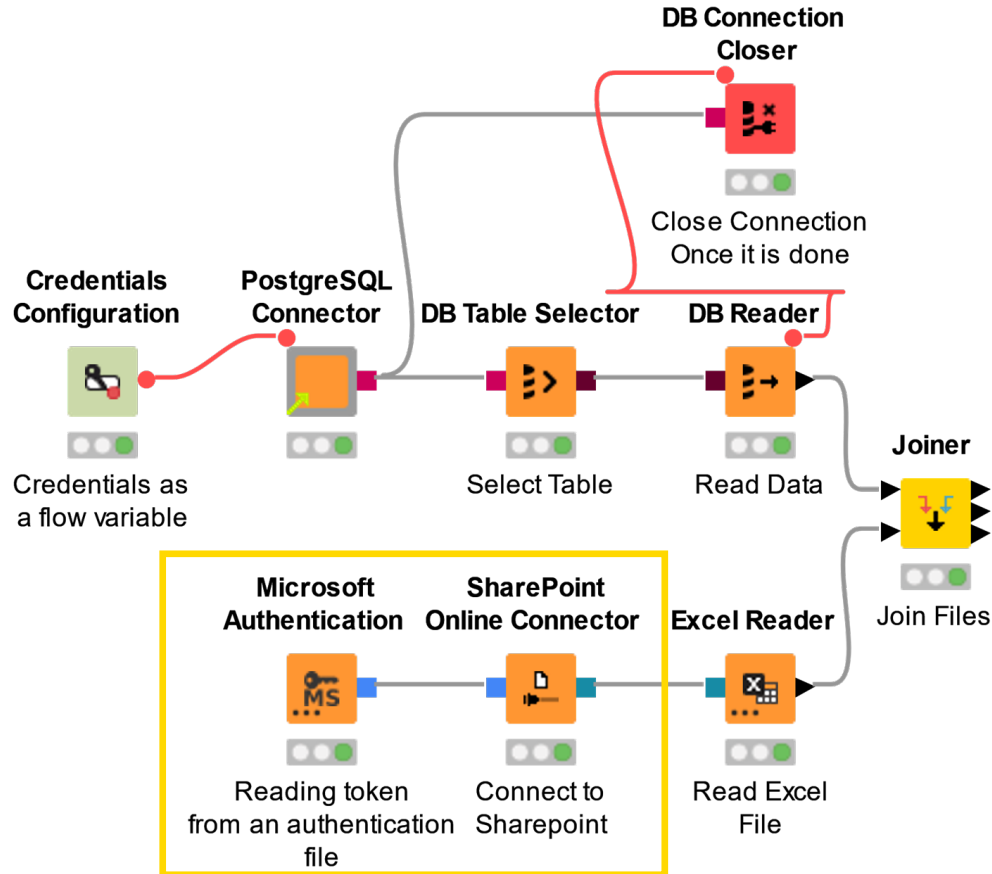 DB Connection
Closer
Close Connection
Once it is done
Credentials
Configuration
Credentials as
a flow variable
PostgreSQL
Connector
DB Table Selector
Select Table
DB Reader
Read Data
Joiner
Join Files
Microsoft
Authentication
MS
Reading token
from an authentication
file
SharePoint
Online Connector
Connect to
Sharepoint
Excel Reader
X
Read Excel
File